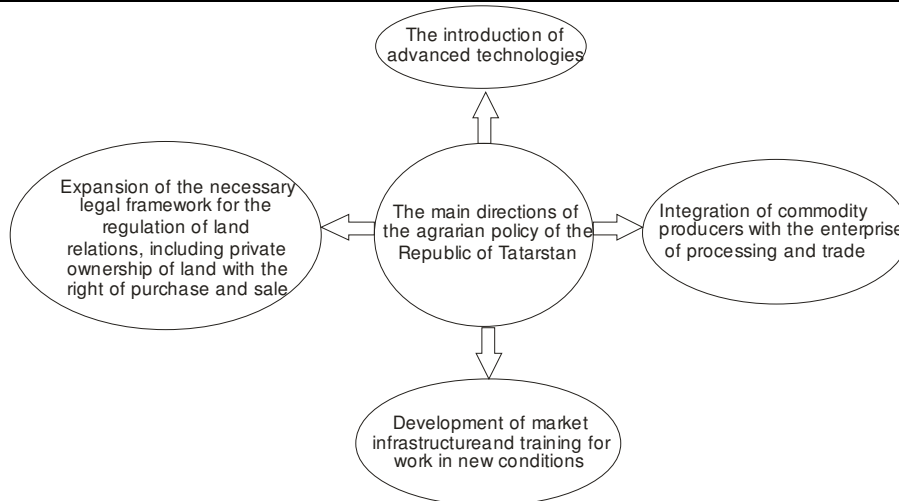 The introduction of
advanced technologies
Expansion of the necessary
legal framework for the
regulation of land
relations, including private
ownership of land with the
right of purchase and sale
The main directions of
the agrarian policy of the
Republic of Tatarstan
Integration of commodity
producers with the enterprise
of processing and trade
Development of market
infrastructureand training for
work in new conditions